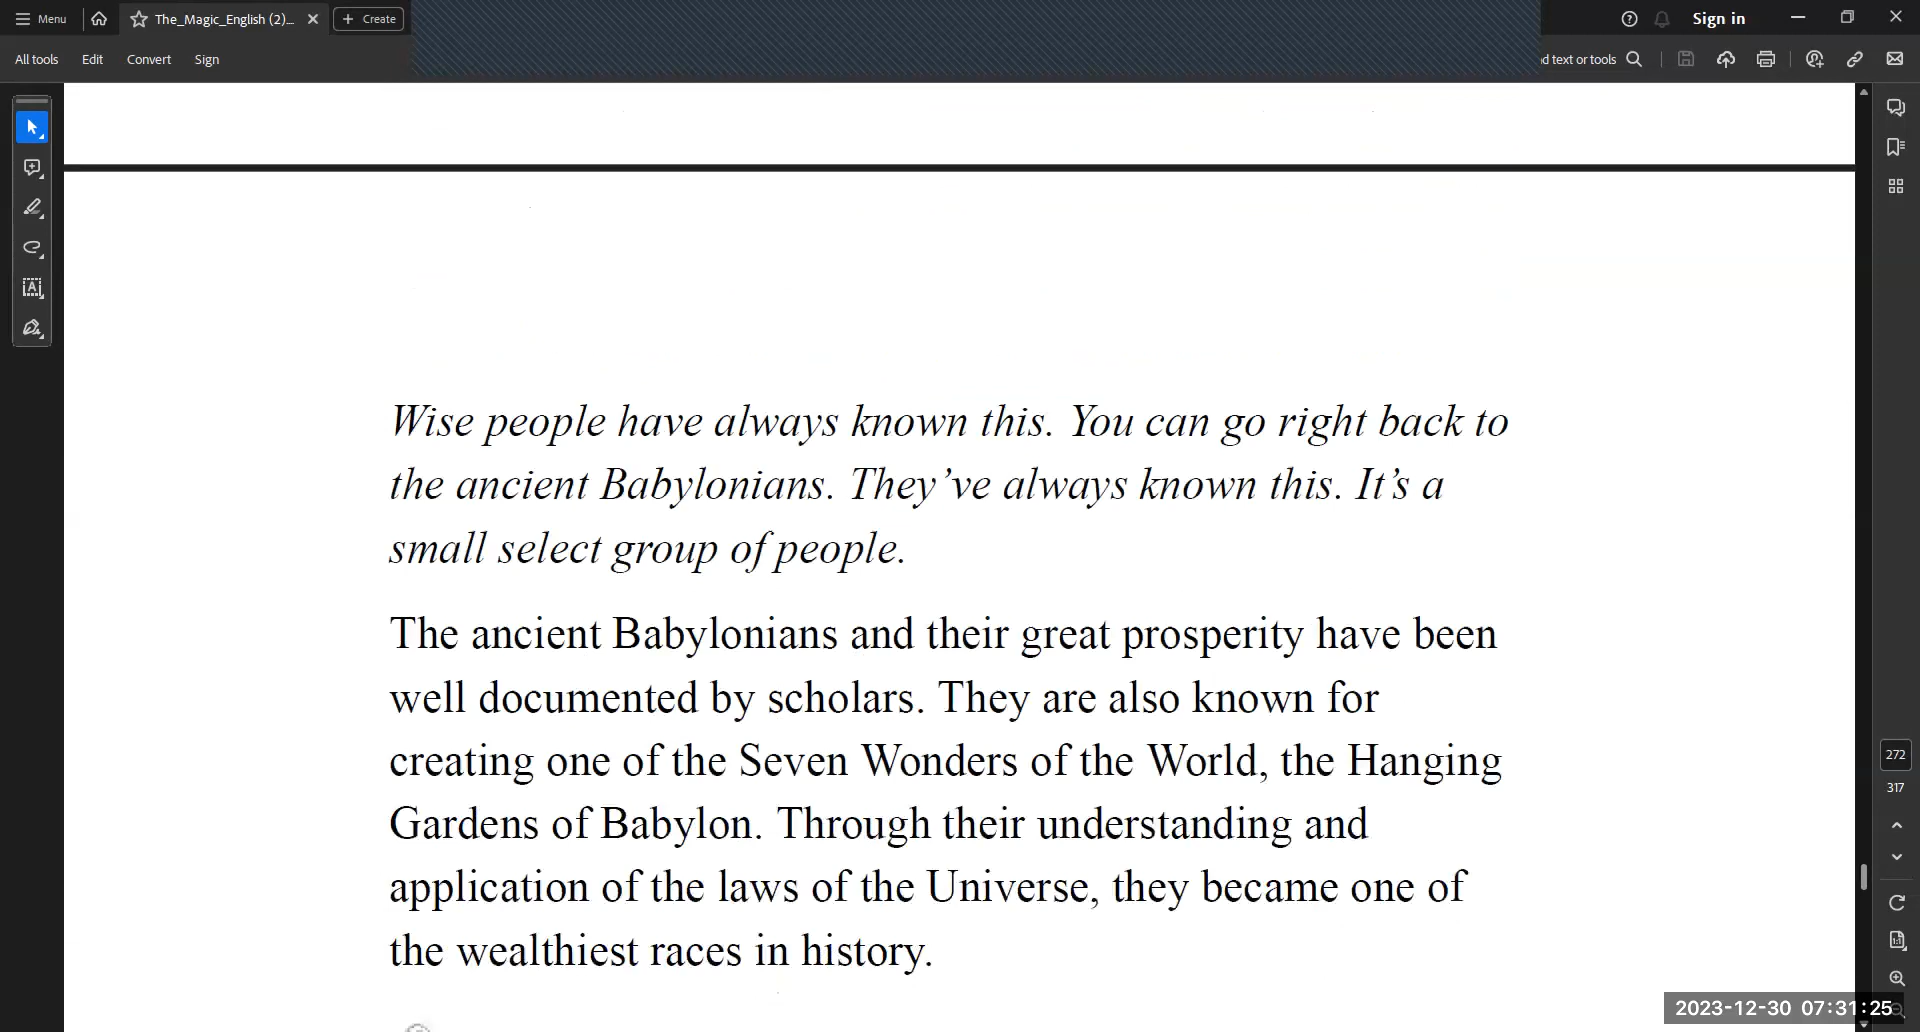 Menu
The_Magic_English (2)...
Create
Sign in
All tools
Edit
Convert
Sign
d text or tools
Wise people have always known this. You can go right back to
the ancient Babylonians. They’ve always known this. It’s a
small select group of people.
The ancient Babylonians and their great prosperity have been
well documented by scholars. They are also known for
creating one of the Seven Wonders of the World, the Hanging
Gardens of Babylon. Through their understanding and
application of the laws of the Universe, they became one of
the wealthiest races in history.
272
317
2023-12-30 07:31:25